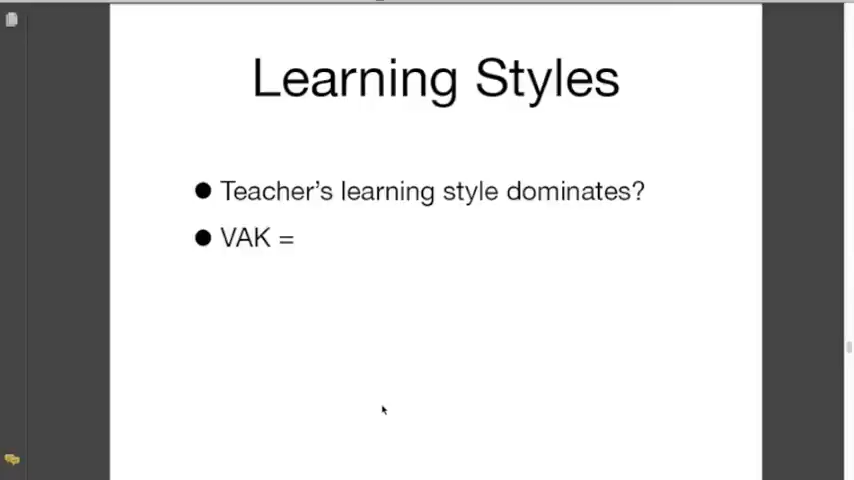 Learning Styles
● Teacher's learning style dominates?
● VAK =